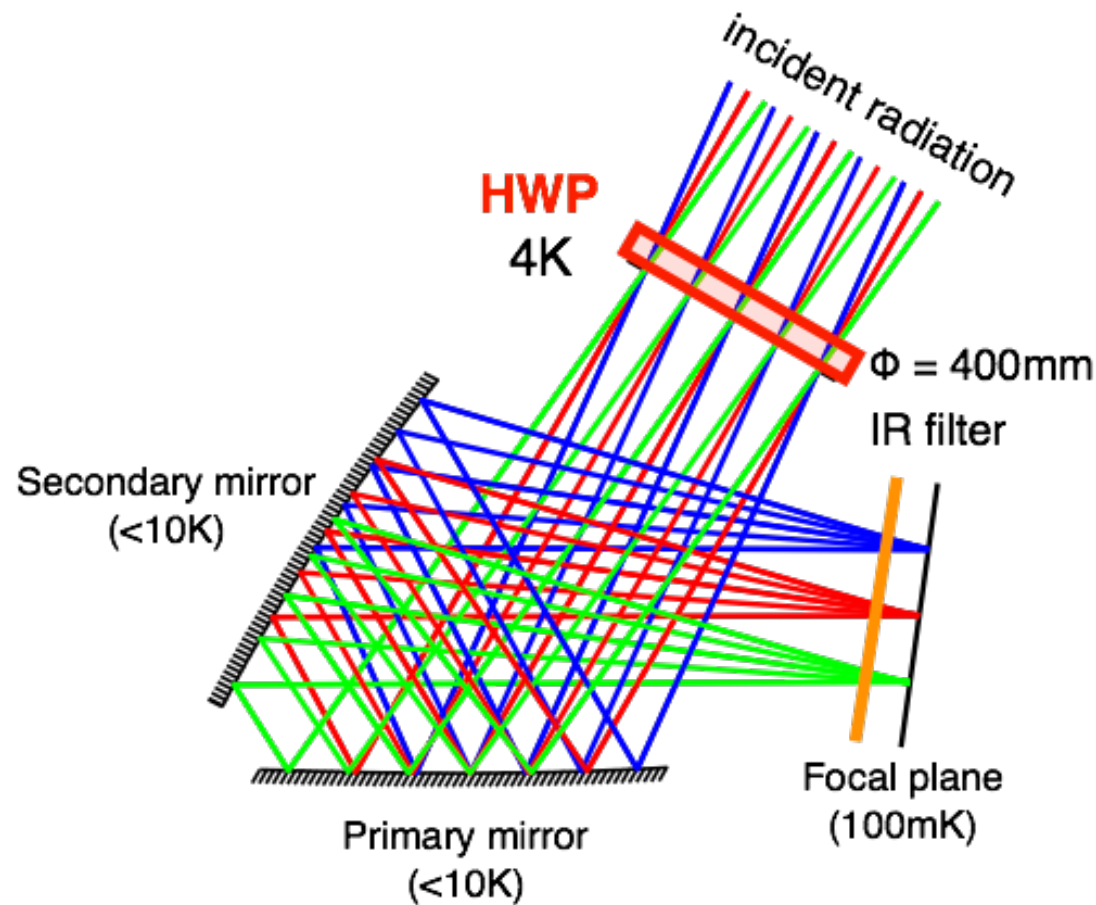 incident radiation
HWP
4K
Φ = 400mm
IR filter
Secondary mirror
(<10K)
Focal plane
(100mK)
Primary mirror
(<10K)